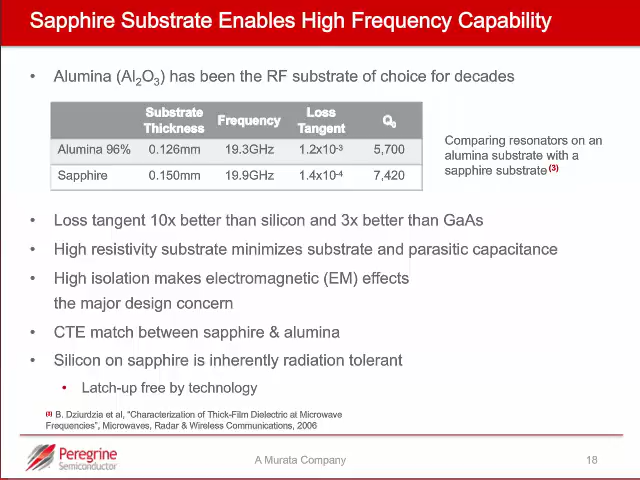 Sapphire Substrate Enables High Frequency Capability
• Alumina (Al2O3) has been the RF substrate of choice for decades
Substrate Thickness Frequency Loss Tangent Q0
Alumina 96% 0.126mm 19.3GHz 1.2x10-3 5,700
Sapphire 0.150mm 19.9GHz 1.4x10-4 7,420
Comparing resonators on an
alumina substrate with a
sapphire substrate (3)
• Loss tangent 10x better than silicon and 3x better than GaAs
• High resistivity substrate minimizes substrate and parasitic capacitance
• High isolation makes electromagnetic (EM) effects
the major design concern
• CTE match between sapphire & alumina
• Silicon on sapphire is inherently radiation tolerant
• Latch-up free by technology
(3) B. Dziurdzia et al, "Characterization of Thick-Film Dielectric at Microwave
Frequencies", Microwaves, Radar & Wireless Communications, 2006
Peregrine
Semiconductor
A Murata Company
18